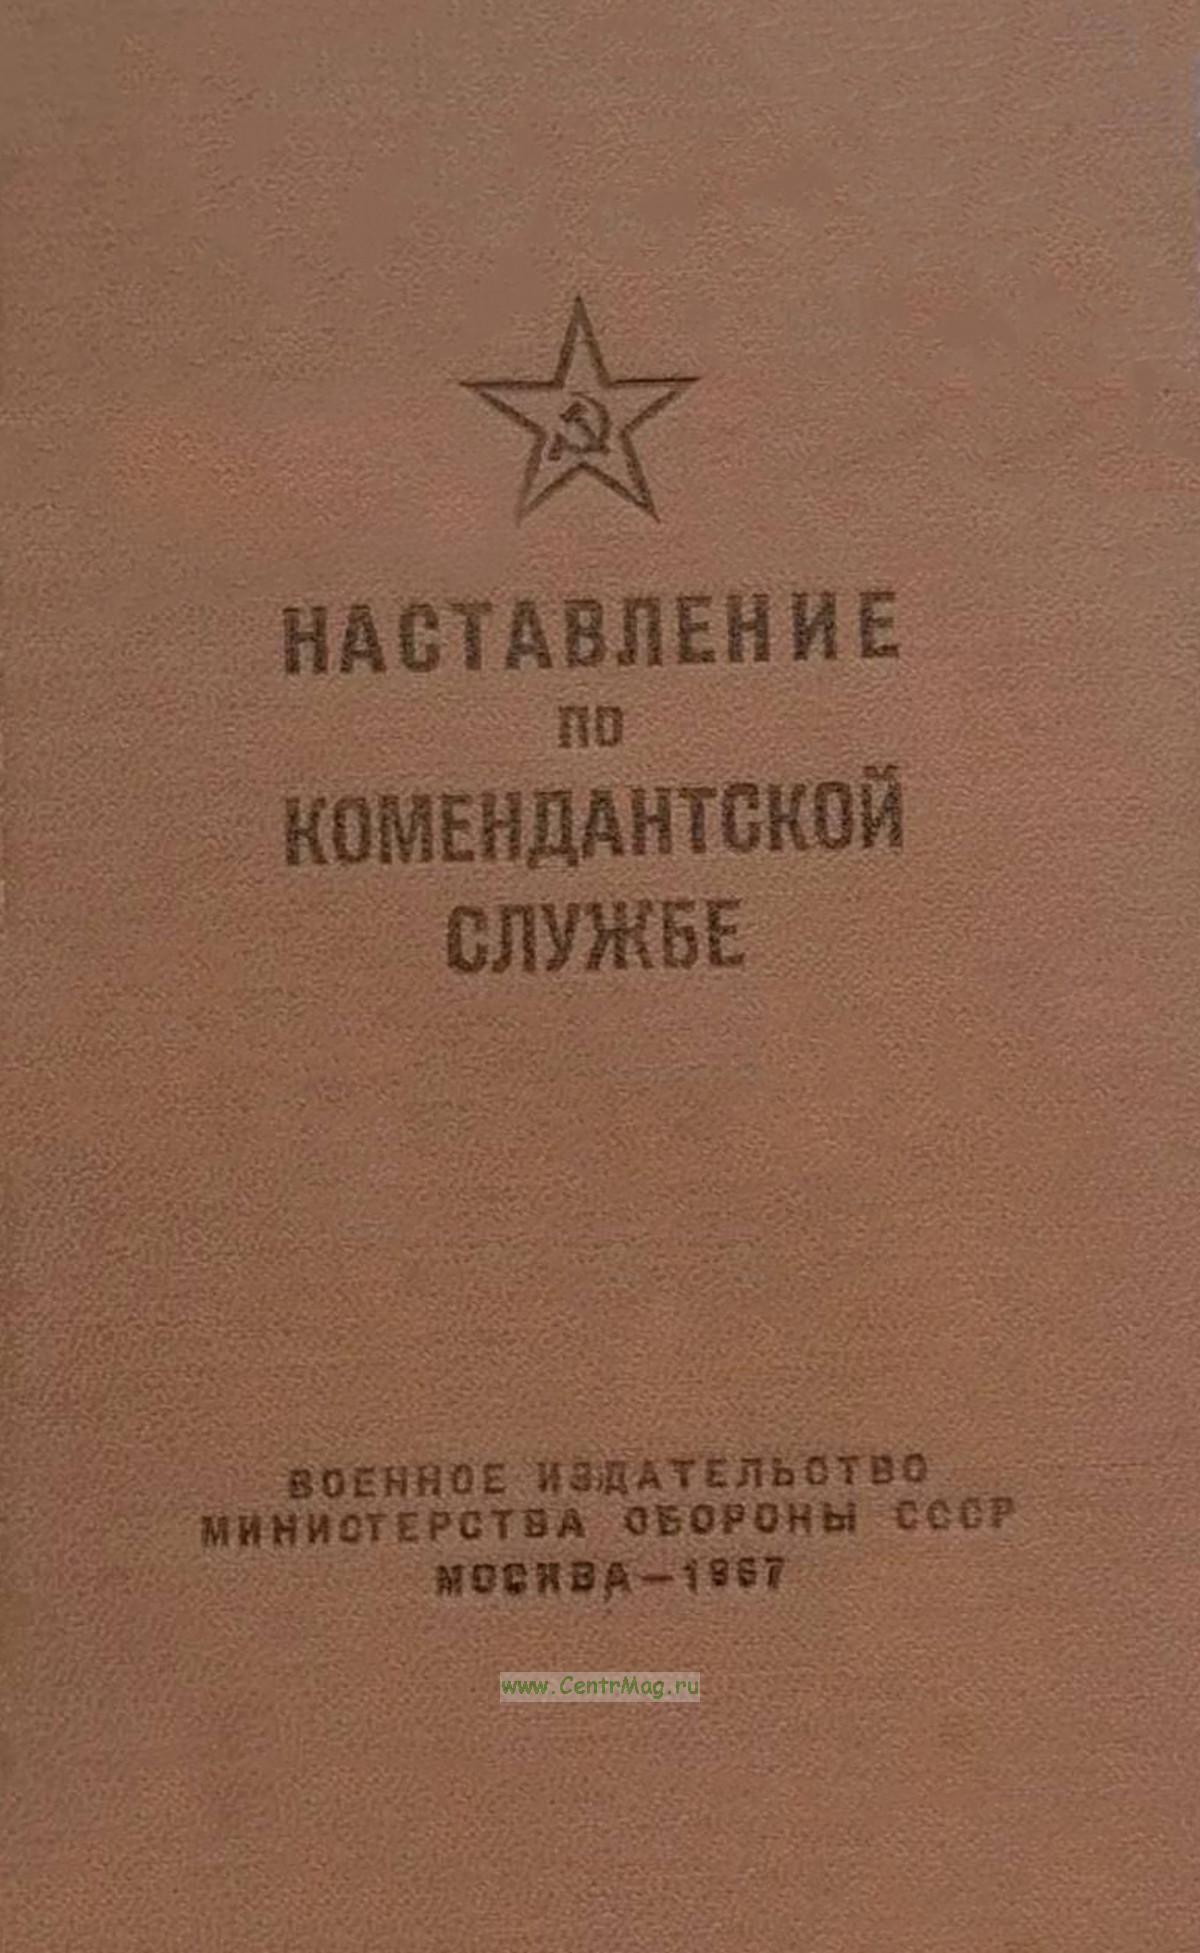 НАСТАВЛЕНИЕ
ПО
КОМЕНДАНТСКОЙ
СЛУЖБЕ
ВОЕННОЕ ИЗДАТЕЛЬСТВО
МИНИСТЕРСТВА ОБОРОНЫ СССР
МОСКВА—1967
www.CentrMag.ru